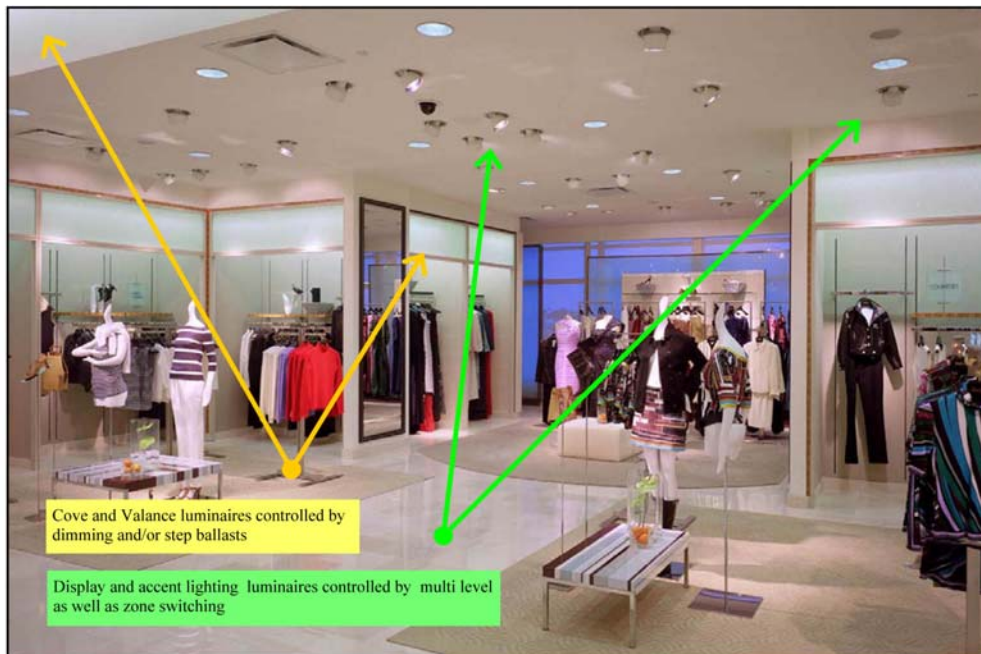 Cove and Valance luminaires controlled by
dimming and/or step ballasts
Display and accent lighting luminaires controlled by multi level
as well as zone switching